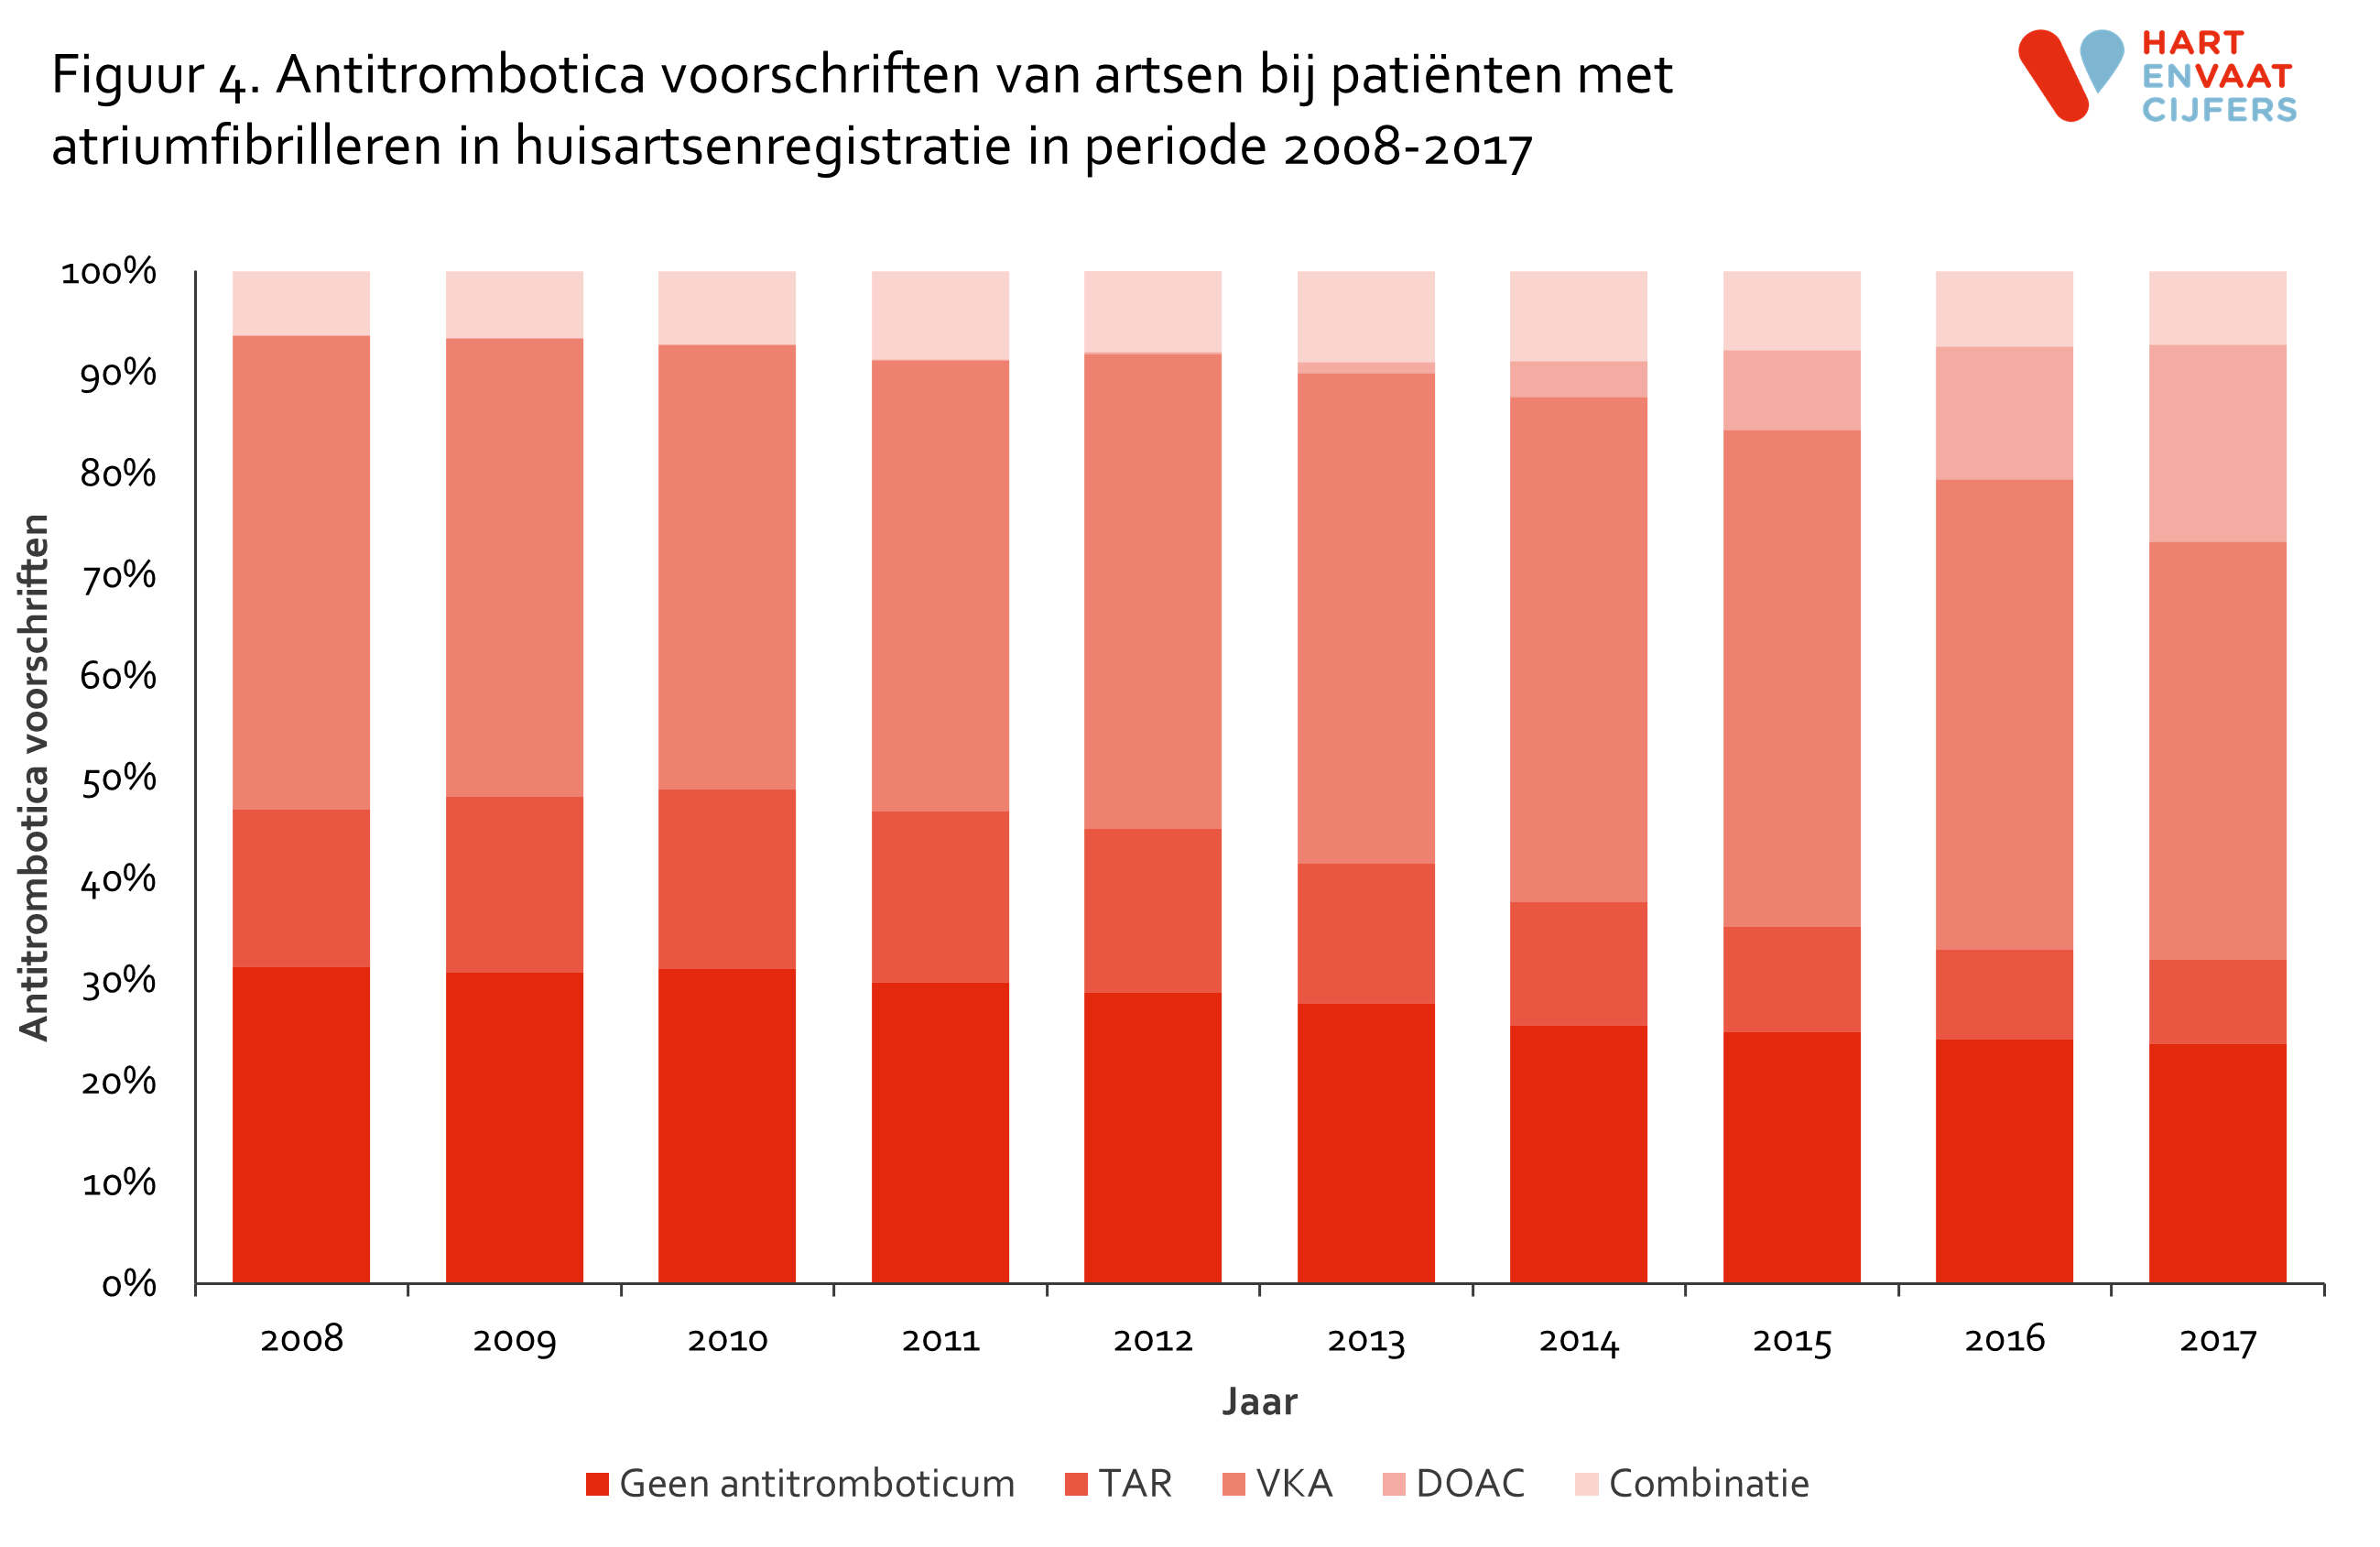 Figuur 4. Antitrombotica voorschriften van artsen bij patiënten met
atriumfibrilleren in huisartsenregistratie in periode 2008-2017
HART
EN VAAT
CIJFERS
Antitrombotica voorschriften
100%
90%
80%
70%
60%
50%
40%
30%
20%
10%
0%
2008 2009 2010 2011 2012 2013 2014 2015 2016 2017
Jaar
Geen antitromboticum TAR VKA DOAC Combinatie